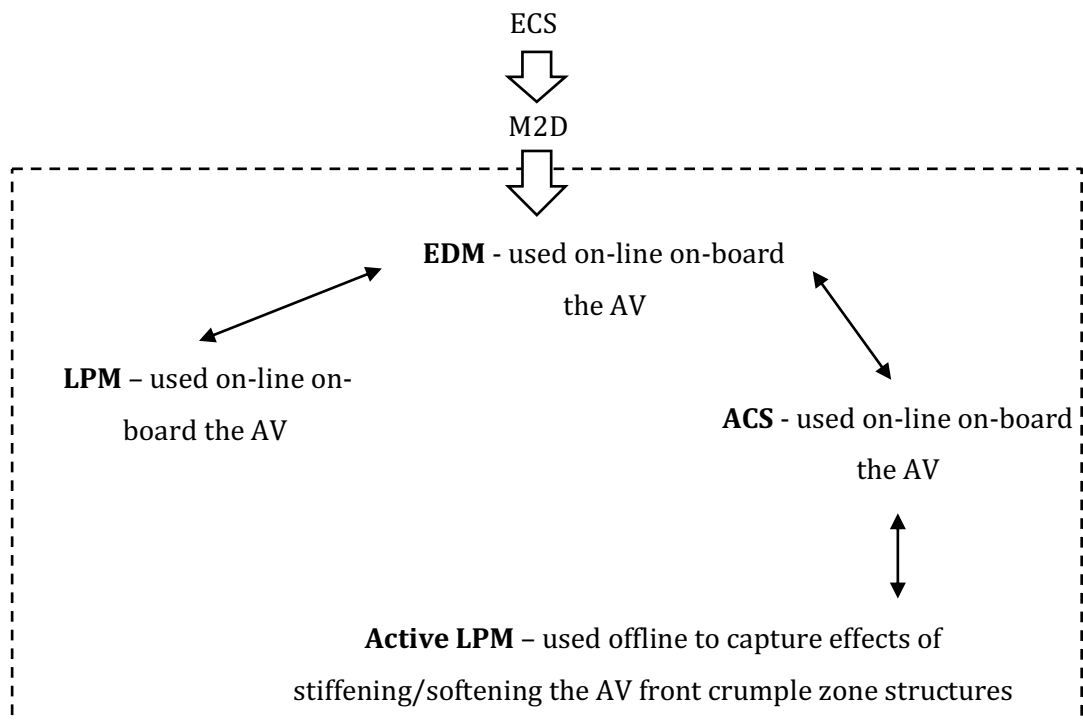 ECS
M2D
EDM - used on-line on-board
the AV
LPM – used on-line on-
board the AV
ACS - used on-line on-board
the AV
Active LPM – used offline to capture effects of
stiffening/softening the AV front crumple zone structures